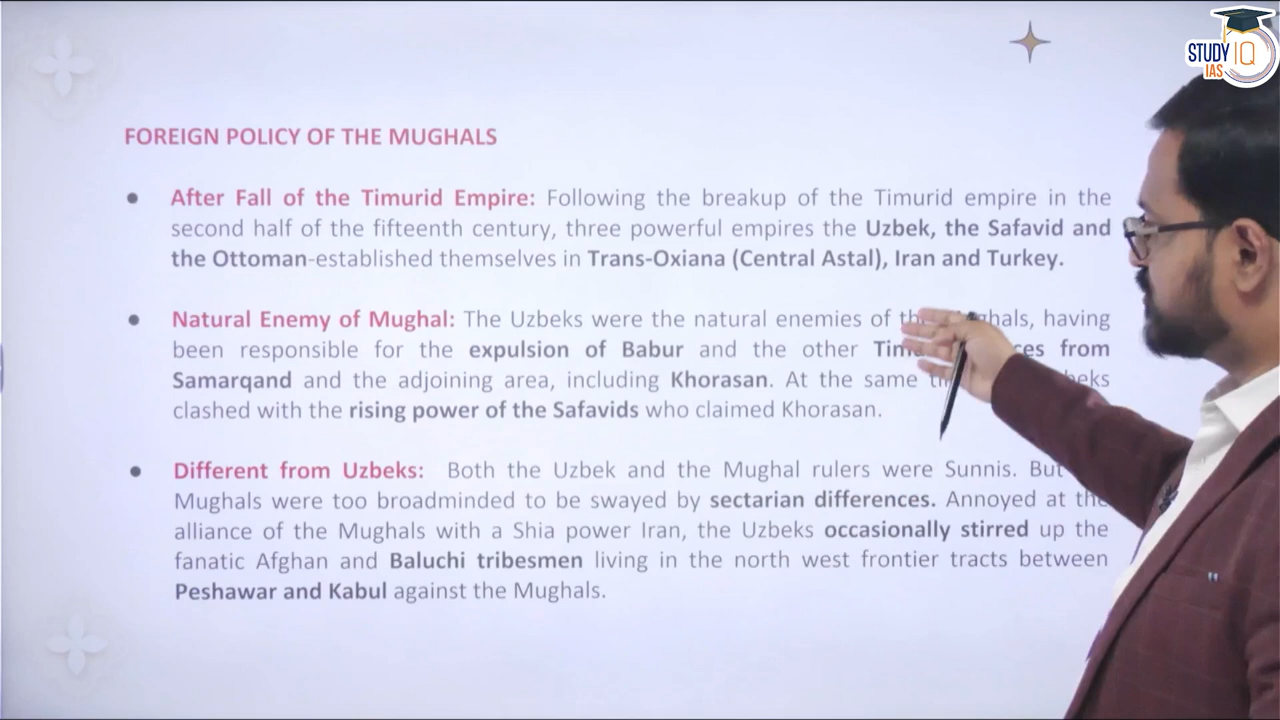 STUDY IQ
IAS
FOREIGN POLICY OF THE MUGHALS
● After Fall of the Timurid Empire: Following the breakup of the Timurid empire in the
second half of the fifteenth century, three powerful empires the Uzbek, the Safavid and
the Ottoman-established themselves in Trans-Oxiana (Central Astal), Iran and Turkey.
● Natural Enemy of Mughal: The Uzbeks were the natural enemies of, having
been responsible for the expulsion of Babur and the other from
Samarqand and the adjoining area, including Khorasan. At the same
clashed with the rising power of the Safavids who claimed Khorasan.
● Different from Uzbeks: Both the Uzbek and the Mughal rulers were Sunnis. But
Mughals were too broadminded to be swayed by sectarian differences. Annoyed at the
alliance of the Mughals with a Shia power Iran, the Uzbeks occasionally stirred up the
fanatic Afghan and Baluchi tribesmen living in the north west frontier tracts between
Peshawar and Kabul against the Mughals.